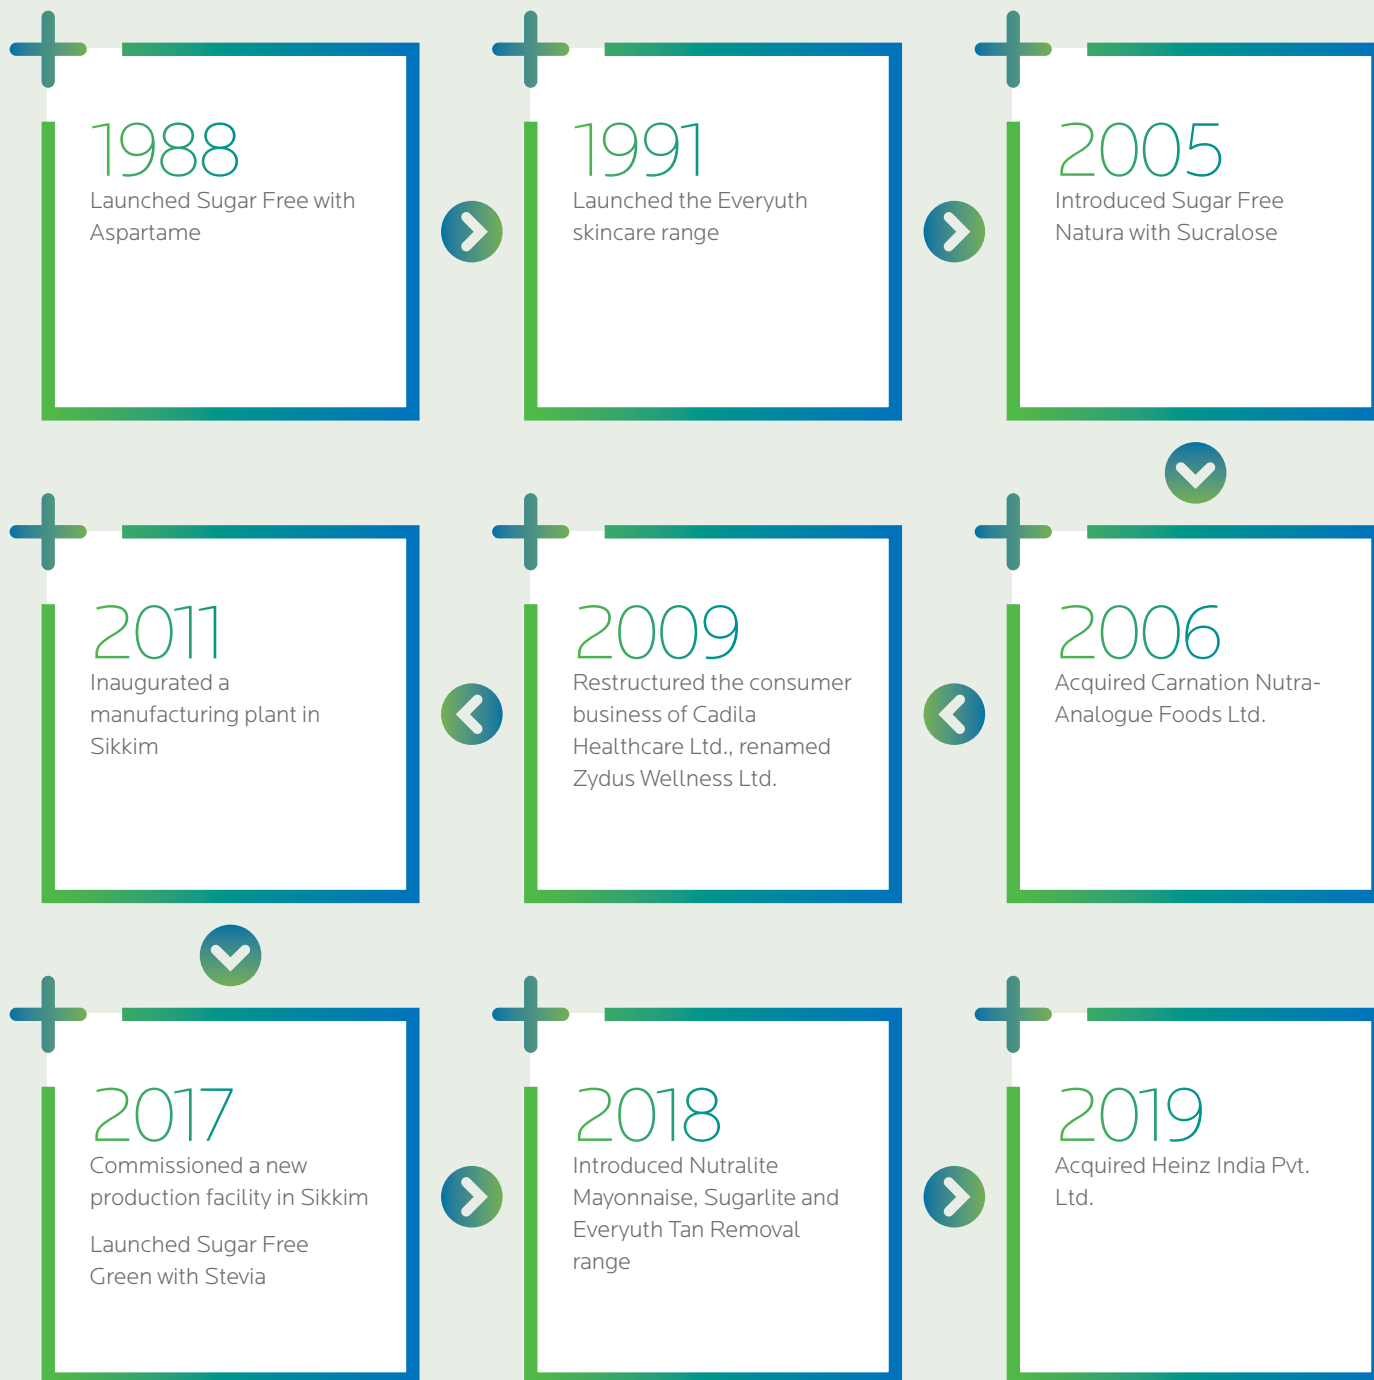 1988
Launched Sugar Free with
Aspartame
1991
Launched the Everyuth
skincare range
2005
Introduced Sugar Free
Natura with Sucralose
2006
Acquired Carnation Nutra-
Analogue Foods Ltd.
2009
Restructured the consumer
business of Cadila
Healthcare Ltd., renamed
Zydus Wellness Ltd.
2011
Inaugurated a
manufacturing plant in
Sikkim
2017
Commissioned a new
production facility in Sikkim
Launched Sugar Free
Green with Stevia
2018
Introduced Nutralite
Mayonnaise, Sugarlite and
Everyuth Tan Removal
range
2019
Acquired Heinz India Pvt.
Ltd.